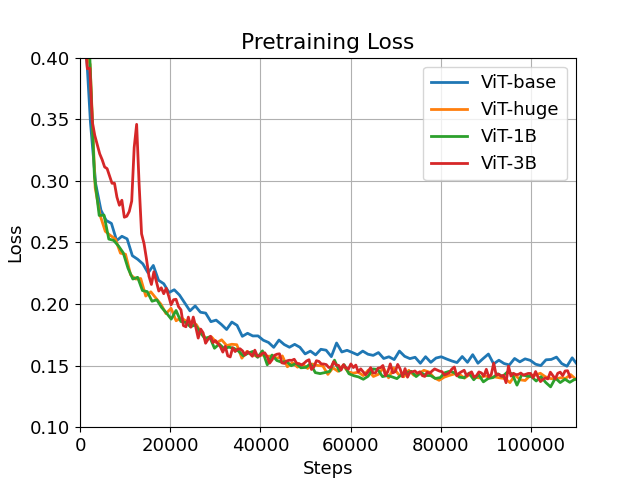 Pretraining Loss
0.40
0.35
0.30
0.25
0.20
0.15
0.10
Loss
ViT-base
ViT-huge
ViT-1B
ViT-3B
0
20000
40000
60000
80000
100000
Steps